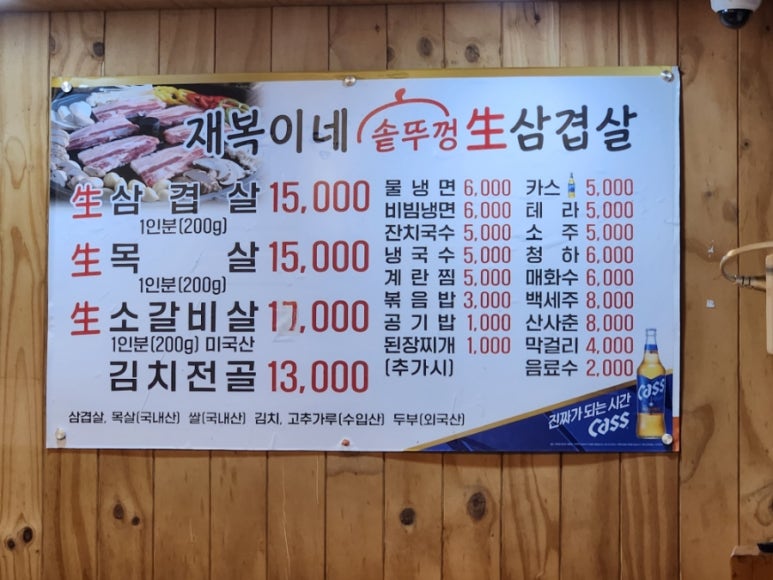 재복이네 솥뚜껑 生삼겹살
生 삼겹살 15,000
1인분(200g)
生 목살 15,000
1인분(200g)
生 소갈비살 17,000
1인분(200g) 미국산
김치전골 13,000
물냉면 6,000
비빔냉면 6,000
잔치국수 5,000
냉국수 5,000
계란찜 5,000
볶음밥 3,000
공기밥 1,000
된장찌개 1,000
(추가시)
카스 5,000
테라 5,000
소주 5,000
청하 6,000
매화수 6,000
백세주 8,000
산사춘 8,000
막걸리 4,000
음료수 2,000
삼겹살, 목살(국내산) 쌀(국내산) 김치, 고추가루(수입산) 두부(외국산)
진짜가 되는 시간
Cass
Cass